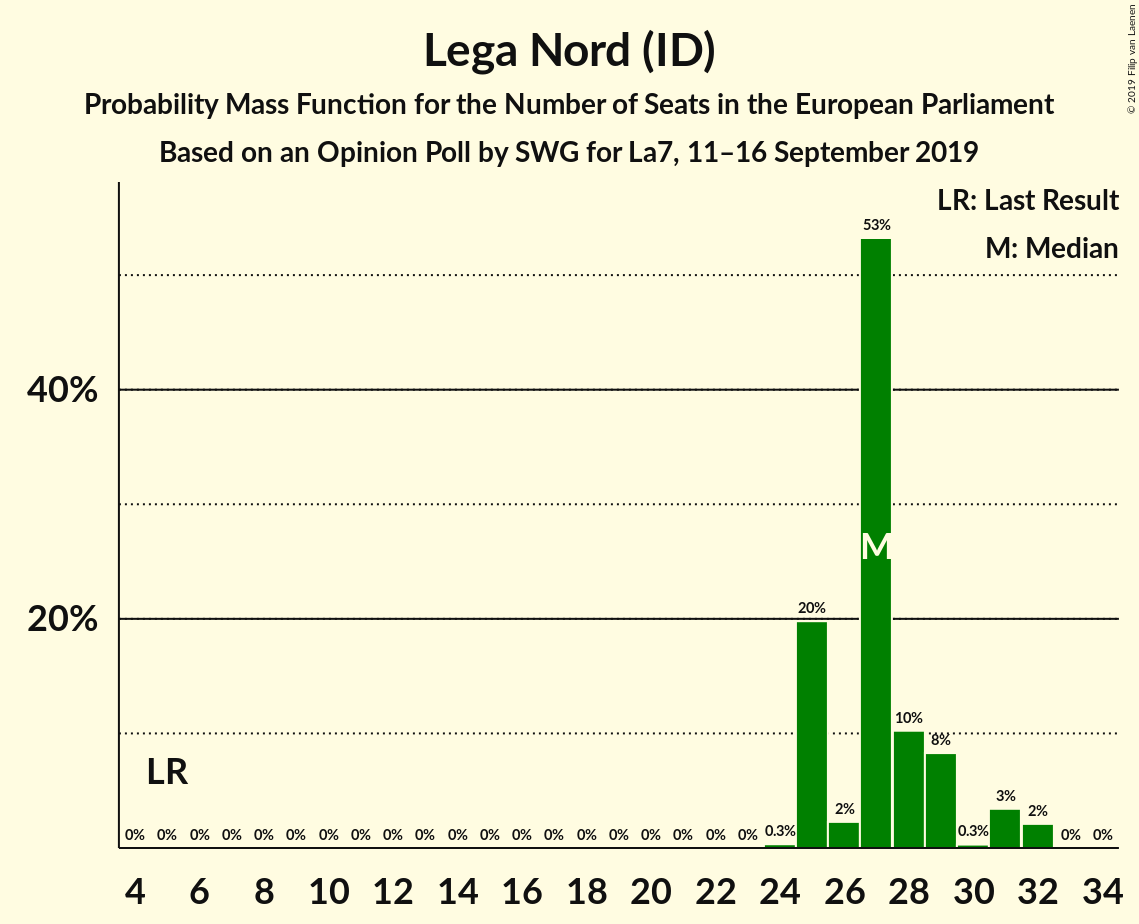 © 2019 Filip van Laenen
Lega Nord (ID)
Probability Mass Function for the Number of Seats in the European Parliament
Based on an Opinion Poll by SWG for La7, 11–16 September 2019
LR: Last Result
M: Median
53%
40%
M
20%
20%
10%
8%
LR
3%
2%
2%
0% 0% 0% 0% 0% 0% 0% 0% 0% 0% 0% 0% 0% 0% 0% 0% 0% 0% 0% 0% 0.3% 0.3% 0% 0%
4 6 8 10 12 14 16 18 20 22 24 26 28 30 32 34